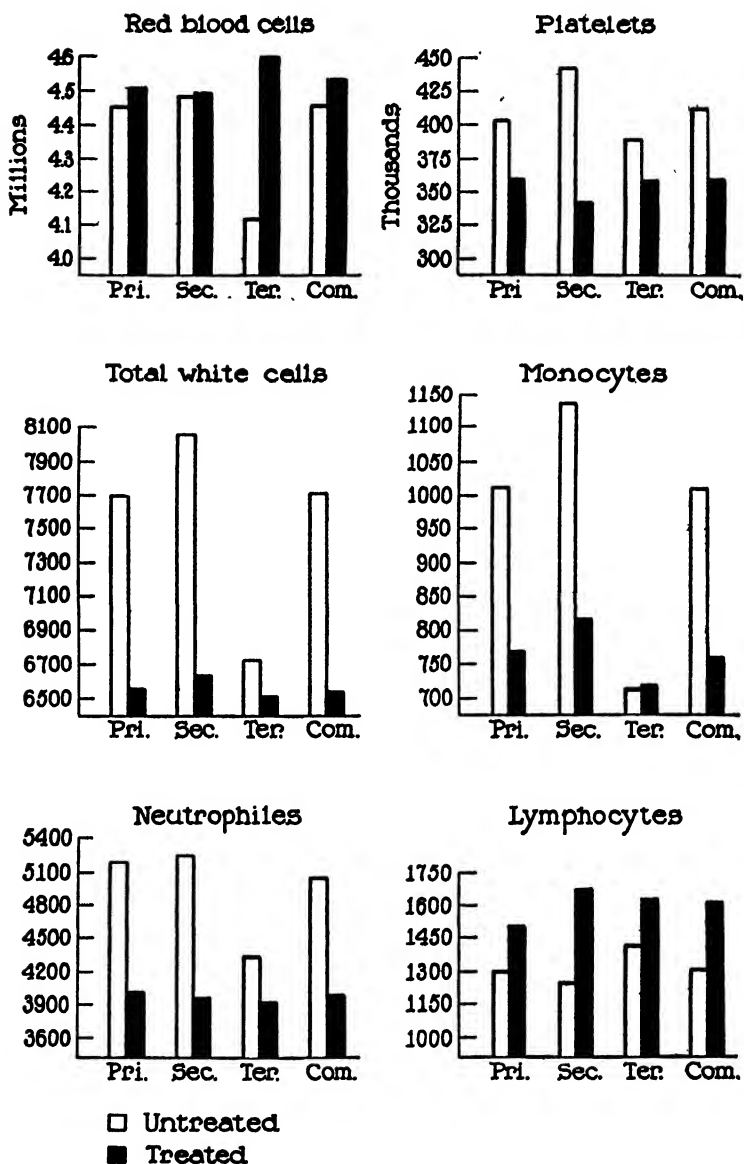 Red blood cells
Millions
4.6
4.5
4.4
4.3
4.2
4.1
4.0
Pri. Sec. Ter. Com.
Platelets
Thousands
450
425
400
375
350
325
300
Pri Sec. Ter. Com.
Total white cells
8100
7900
7700
7500
7300
7100
6900
6700
6500
Pri. Sec. Ter. Com.
Monocytes
1150
1100
1050
1000
950
900
850
800
750
700
Pri. Sec. Ter. Com.
Neutrophiles
5400
5100
4800
4500
4200
3900
3600
Pri. Sec. Ter. Com.
Lymphocytes
1750
1600
1450
1300
1150
1000
Pri. Sec. Ter. Com.
Untreated
Treated